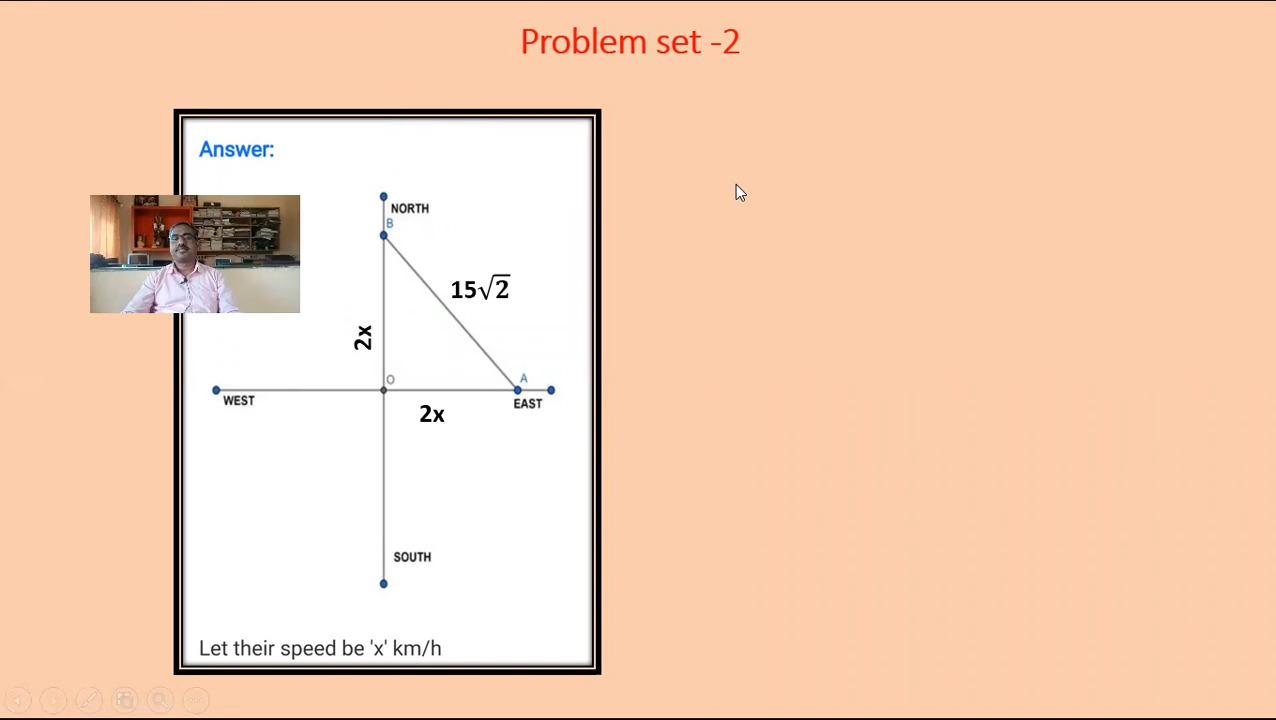 Problem set -2
Answer:
NORTH
B
15√2
2x
O
A
WEST
EAST
2x
SOUTH
Let their speed be 'x' km/h